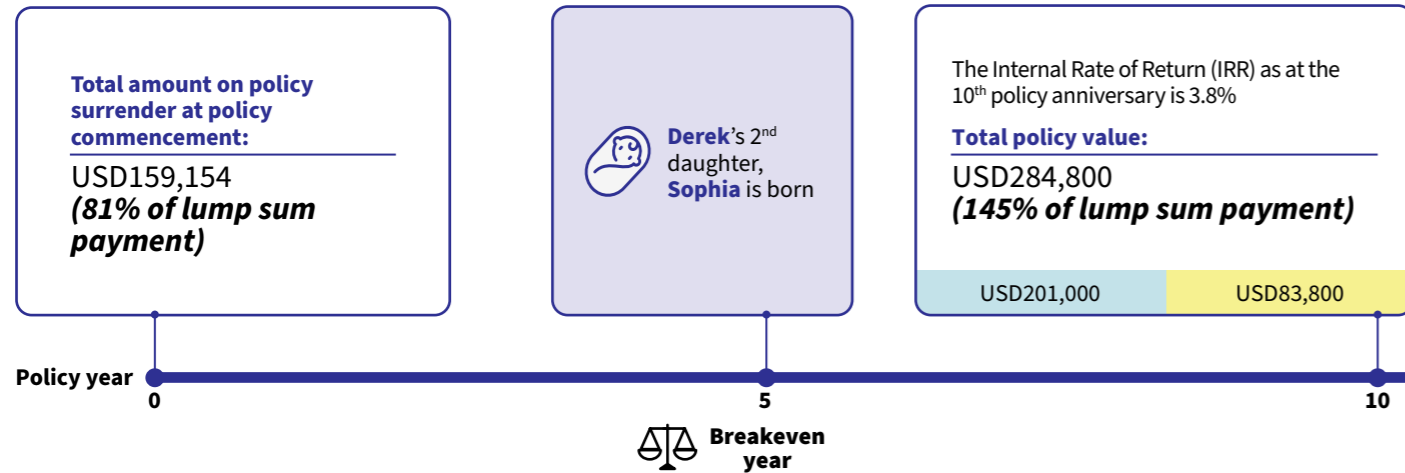 Total amount on policy
surrender at policy
commencement:
USD159,154
(81% of lump sum
payment)
Derek’s 2nd
daughter,
Sophia is born
The Internal Rate of Return (IRR) as at the
10th policy anniversary is 3.8%
Total policy value:
USD284,800
(145% of lump sum payment)
USD201,000
USD83,800
Policy year
0
5
10
Breakeven
year